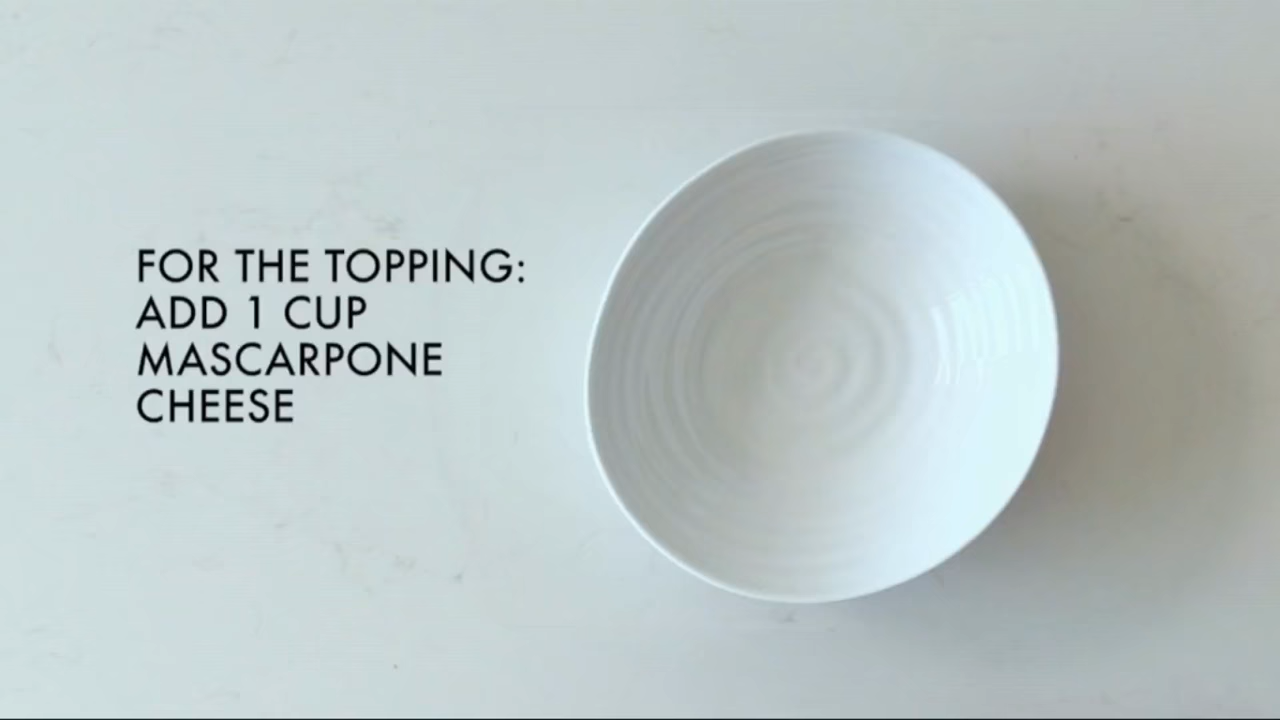 FOR THE TOPPING:
ADD 1 CUP
MASCARPONE
CHEESE